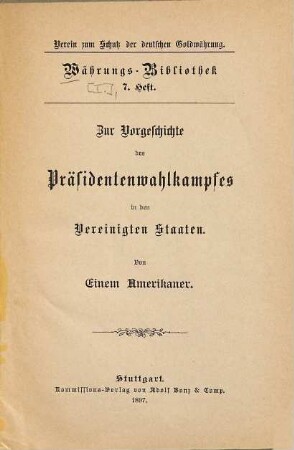 Verein zum Schutz der deutschen Goldwährung.
Währungs-Bibliothek
[I],
7. Heft.
Zur Vorgeschichte
des
Präsidentenwahlkampfes
in den
Vereinigten Staaten.
Von
Einem Amerikaner.
Stuttgart.
Kommissions-Verlag von Adolf Bonz & Comp.
1897.